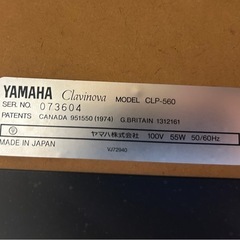 YAMAHA Clavinova MODEL CLP-560
SER. NO. 073604
PATENTS CANADA 951550 (1974) G.BRITAIN 1312161
ヤマハ株式会社 100V 55W 50/60Hz
MADE IN JAPAN VJ72940